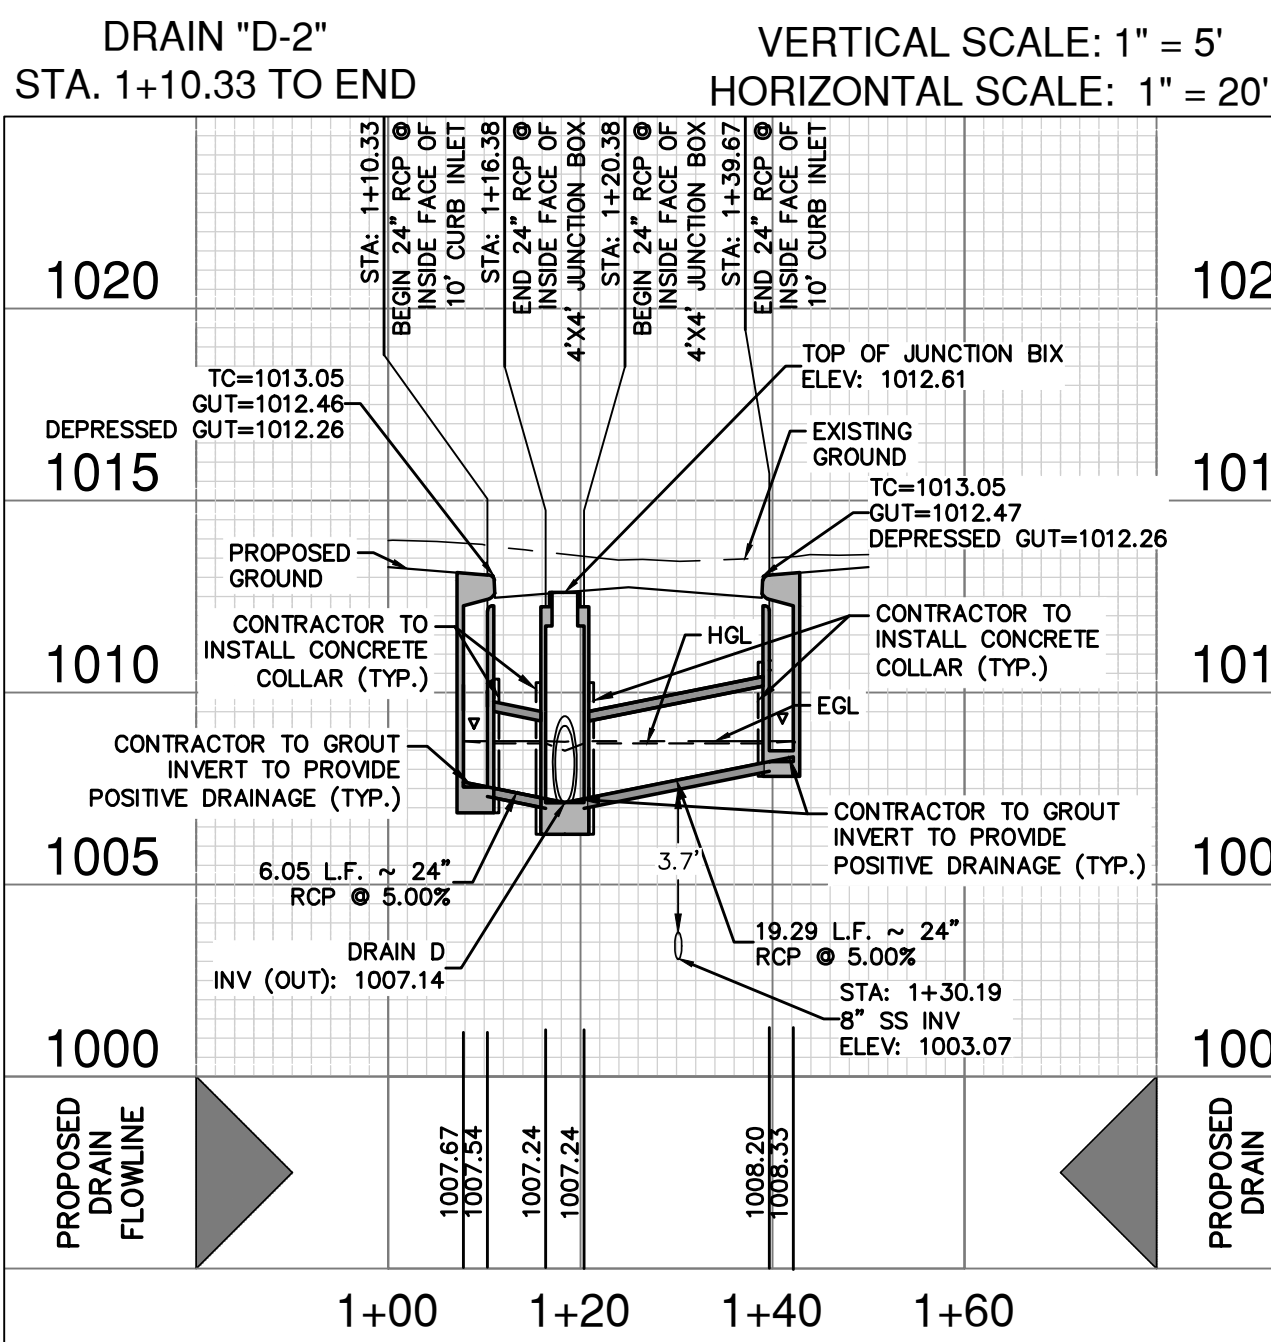 DRAIN "D-2"
STA. 1+10.33 TO END
VERTICAL SCALE: 1" = 5'
HORIZONTAL SCALE: 1" = 20'
STA: 1+10.33
BEGIN 24" RCP @
INSIDE FACE OF
10' CURB INLET
STA: 1+16.38
END 24" RCP @
INSIDE FACE OF
4'X4' JUNCTION BOX
STA: 1+20.38
BEGIN 24" RCP @
INSIDE FACE OF
4'X4' JUNCTION BOX
STA: 1+39.67
END 24" RCP @
INSIDE FACE OF
10' CURB INLET
1020
102
TOP OF JUNCTION BIX
ELEV: 1012.61
TC=1013.05
GUT=1012.46
DEPRESSED GUT=1012.26
1015
EXISTING
GROUND
101
TC=1013.05
GUT=1012.47
DEPRESSED GUT=1012.26
PROPOSED
GROUND
CONTRACTOR TO
INSTALL CONCRETE
COLLAR (TYP.)
1010
HGL
CONTRACTOR TO
INSTALL CONCRETE
COLLAR (TYP.)
101
EGL
CONTRACTOR TO GROUT
INVERT TO PROVIDE
POSITIVE DRAINAGE (TYP.)
CONTRACTOR TO GROUT
INVERT TO PROVIDE
POSITIVE DRAINAGE (TYP.)
1005
100
3.7'
6.05 L.F. ~ 24"
RCP @ 5.00%
19.29 L.F. ~ 24"
RCP @ 5.00%
DRAIN D
INV (OUT): 1007.14
STA: 1+30.19
8" SS INV
ELEV: 1003.07
1000
100
PROPOSED
DRAIN
FLOWLINE
1007.67
1007.54
1007.24
1007.24
1008.20
1008.33
PROPOSED
DRAIN
1+00
1+20
1+40
1+60